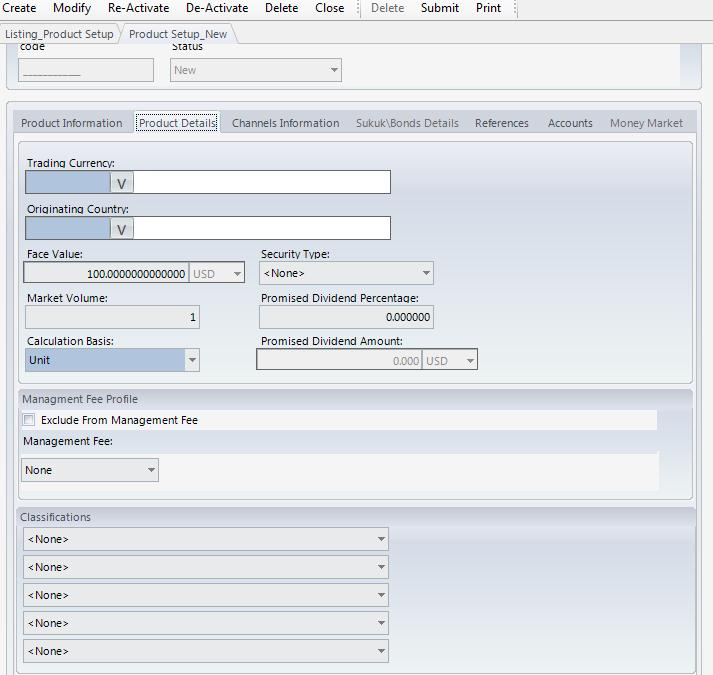 Create Modify Re-Activate De-Activate Delete Close Delete Submit Print
Listing_Product Setup Product Setup_New
code Status
___________ New
Product Information Product Details Channels Information Sukuk\Bonds Details References Accounts Money Market
Trading Currency:
V
Originating Country:
V
Face Value: Security Type:
100.0000000000000 USD <None>
Market Volume: Promised Dividend Percentage:
1 0.000000
Calculation Basis: Promised Dividend Amount:
Unit 0.000 USD
Managment Fee Profile
Exclude From Management Fee
Management Fee:
None
Classifications
<None>
<None>
<None>
<None>
<None>